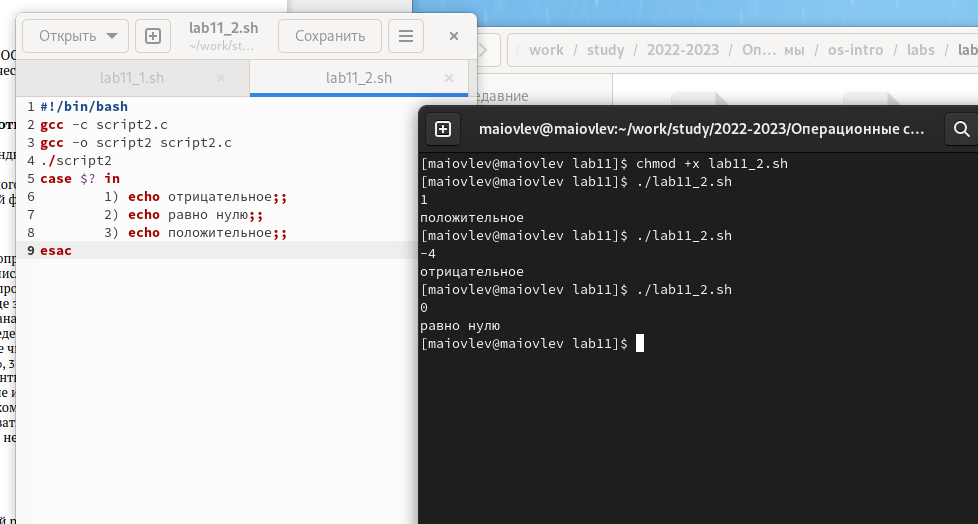 Открыть
lab11_2.sh
~/work/st…
Сохранить
lab11_1.sh
lab11_2.sh
1 #!/bin/bash
2 gcc -c script2.c
3 gcc -o script2 script2.c
4 ./script2
5 case $? in
6 1) echo отрицательное;;
7 2) echo равно нулю;;
8 3) echo положительное;;
9 esac
work / study / 2022-2023 / Оп… мы / os-intro / labs / lab
maiovlev@maiovlev:~/work/study/2022-2023/Операционные с…
[maiovlev@maiovlev lab11]$ chmod +x lab11_2.sh
[maiovlev@maiovlev lab11]$ ./lab11_2.sh
1
положительное
[maiovlev@maiovlev lab11]$ ./lab11_2.sh
-4
отрицательное
[maiovlev@maiovlev lab11]$ ./lab11_2.sh
0
равно нулю
[maiovlev@maiovlev lab11]$